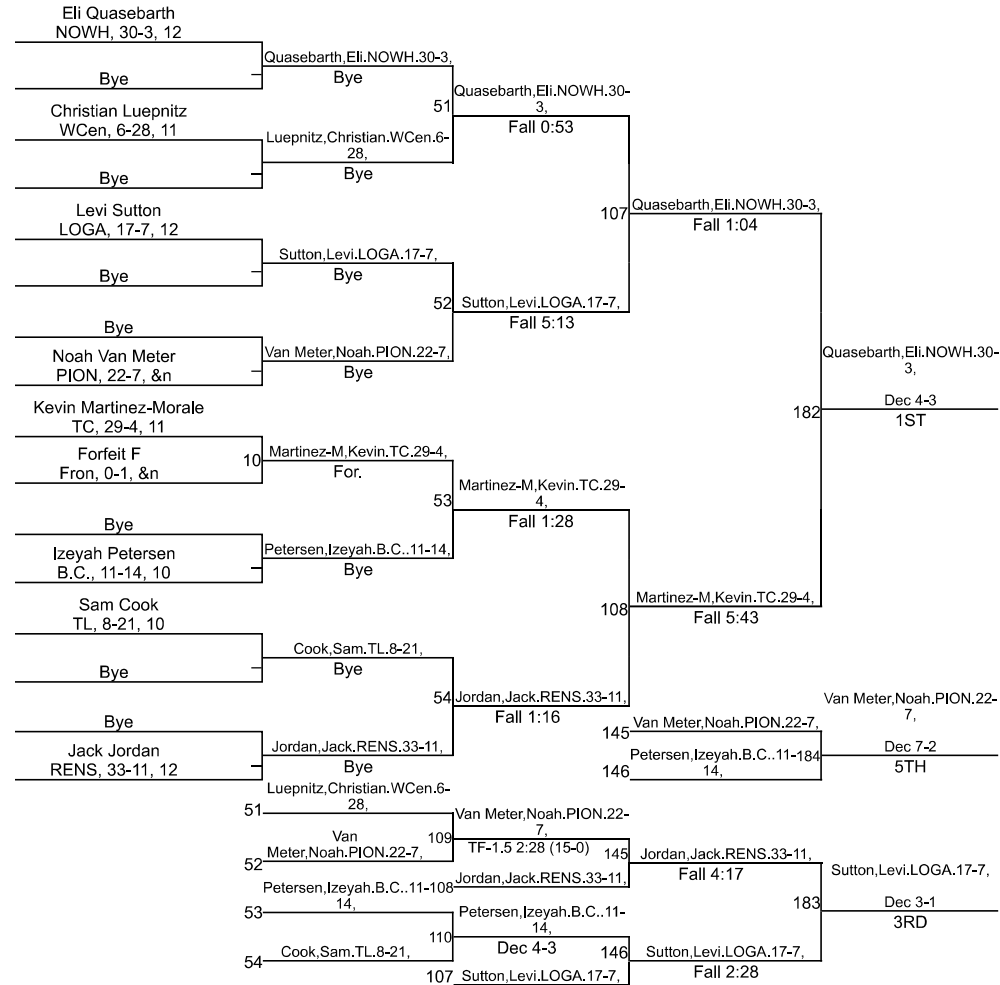 Eli Quasebarth
NOWH, 30-3, 12
Bye
Quasebarth,Eli.NOWH.30-3,
Bye
Christian Luepnitz
WCen, 6-28, 11
Bye
Luepnitz,Christian.WCen.6-
28,
Bye
51
Quasebarth,Eli.NOWH.30-
3,
Fall 0:53
Levi Sutton
LOGA, 17-7, 12
Bye
Sutton,Levi.LOGA.17-7,
Bye
Bye
Noah Van Meter
PION, 22-7, &n
Van Meter,Noah.PION.22-7,
Bye
52
Sutton,Levi.LOGA.17-7,
Fall 5:13
107
Quasebarth,Eli.NOWH.30-3,
Fall 1:04
Kevin Martinez-Morale
TC, 29-4, 11
Forfeit F
Fron, 0-1, &n
10
Martinez-M,Kevin.TC.29-4,
For.
Bye
Izeyah Petersen
B.C., 11-14, 10
Petersen,Izeyah.B.C..11-14,
Bye
53
Martinez-M,Kevin.TC.29-
4,
Fall 1:28
Sam Cook
TL, 8-21, 10
Bye
Cook,Sam.TL.8-21,
Bye
Bye
Jack Jordan
RENS, 33-11, 12
Jordan,Jack.RENS.33-11,
Bye
54
Jordan,Jack.RENS.33-11,
Fall 1:16
108
Martinez-M,Kevin.TC.29-4,
Fall 5:43
182
Quasebarth,Eli.NOWH.30-
3,
Dec 4-3
1ST
145
Van Meter,Noah.PION.22-7,
146
Petersen,Izeyah.B.C..11-
14,
184
Van Meter,Noah.PION.22-
7,
Dec 7-2
5TH
51
Luepnitz,Christian.WCen.6-
28,
52
Van
Meter,Noah.PION.22-7,
109
Van Meter,Noah.PION.22-
7,
TF-1.5 2:28 (15-0)
108
Jordan,Jack.RENS.33-11,
145
Jordan,Jack.RENS.33-11,
Fall 4:17
53
Petersen,Izeyah.B.C..11-
14,
54
Cook,Sam.TL.8-21,
110
Petersen,Izeyah.B.C..11-
14,
Dec 4-3
107
Sutton,Levi.LOGA.17-7,
146
Sutton,Levi.LOGA.17-7,
Fall 2:28
183
Sutton,Levi.LOGA.17-7,
Dec 3-1
3RD